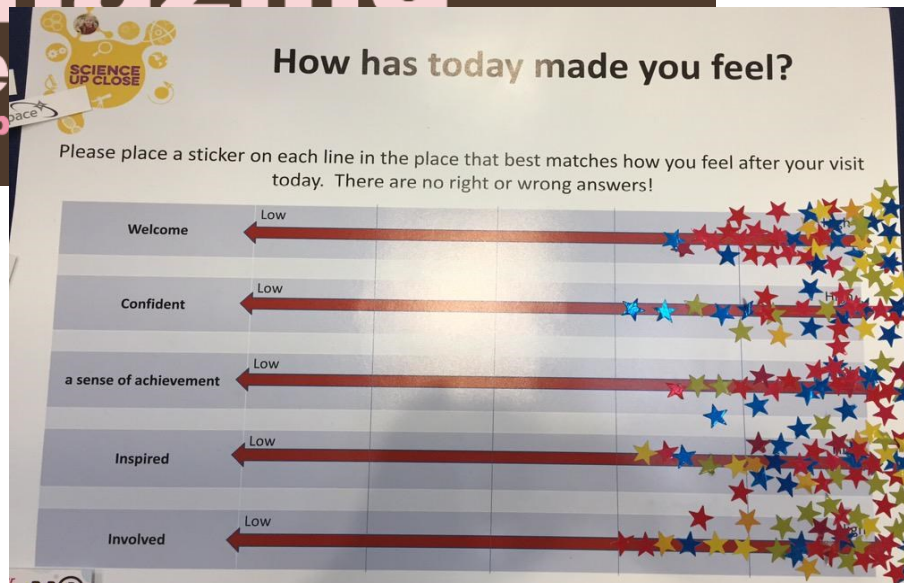 SCIENCE
UP CLOSE
How has today made you feel?
Please place a sticker on each line in the place that best matches how you feel after your visit
today. There are no right or wrong answers!
Low
Welcome
Low
Confident
Low
a sense of achievement
Low
Inspired
Low
Involved